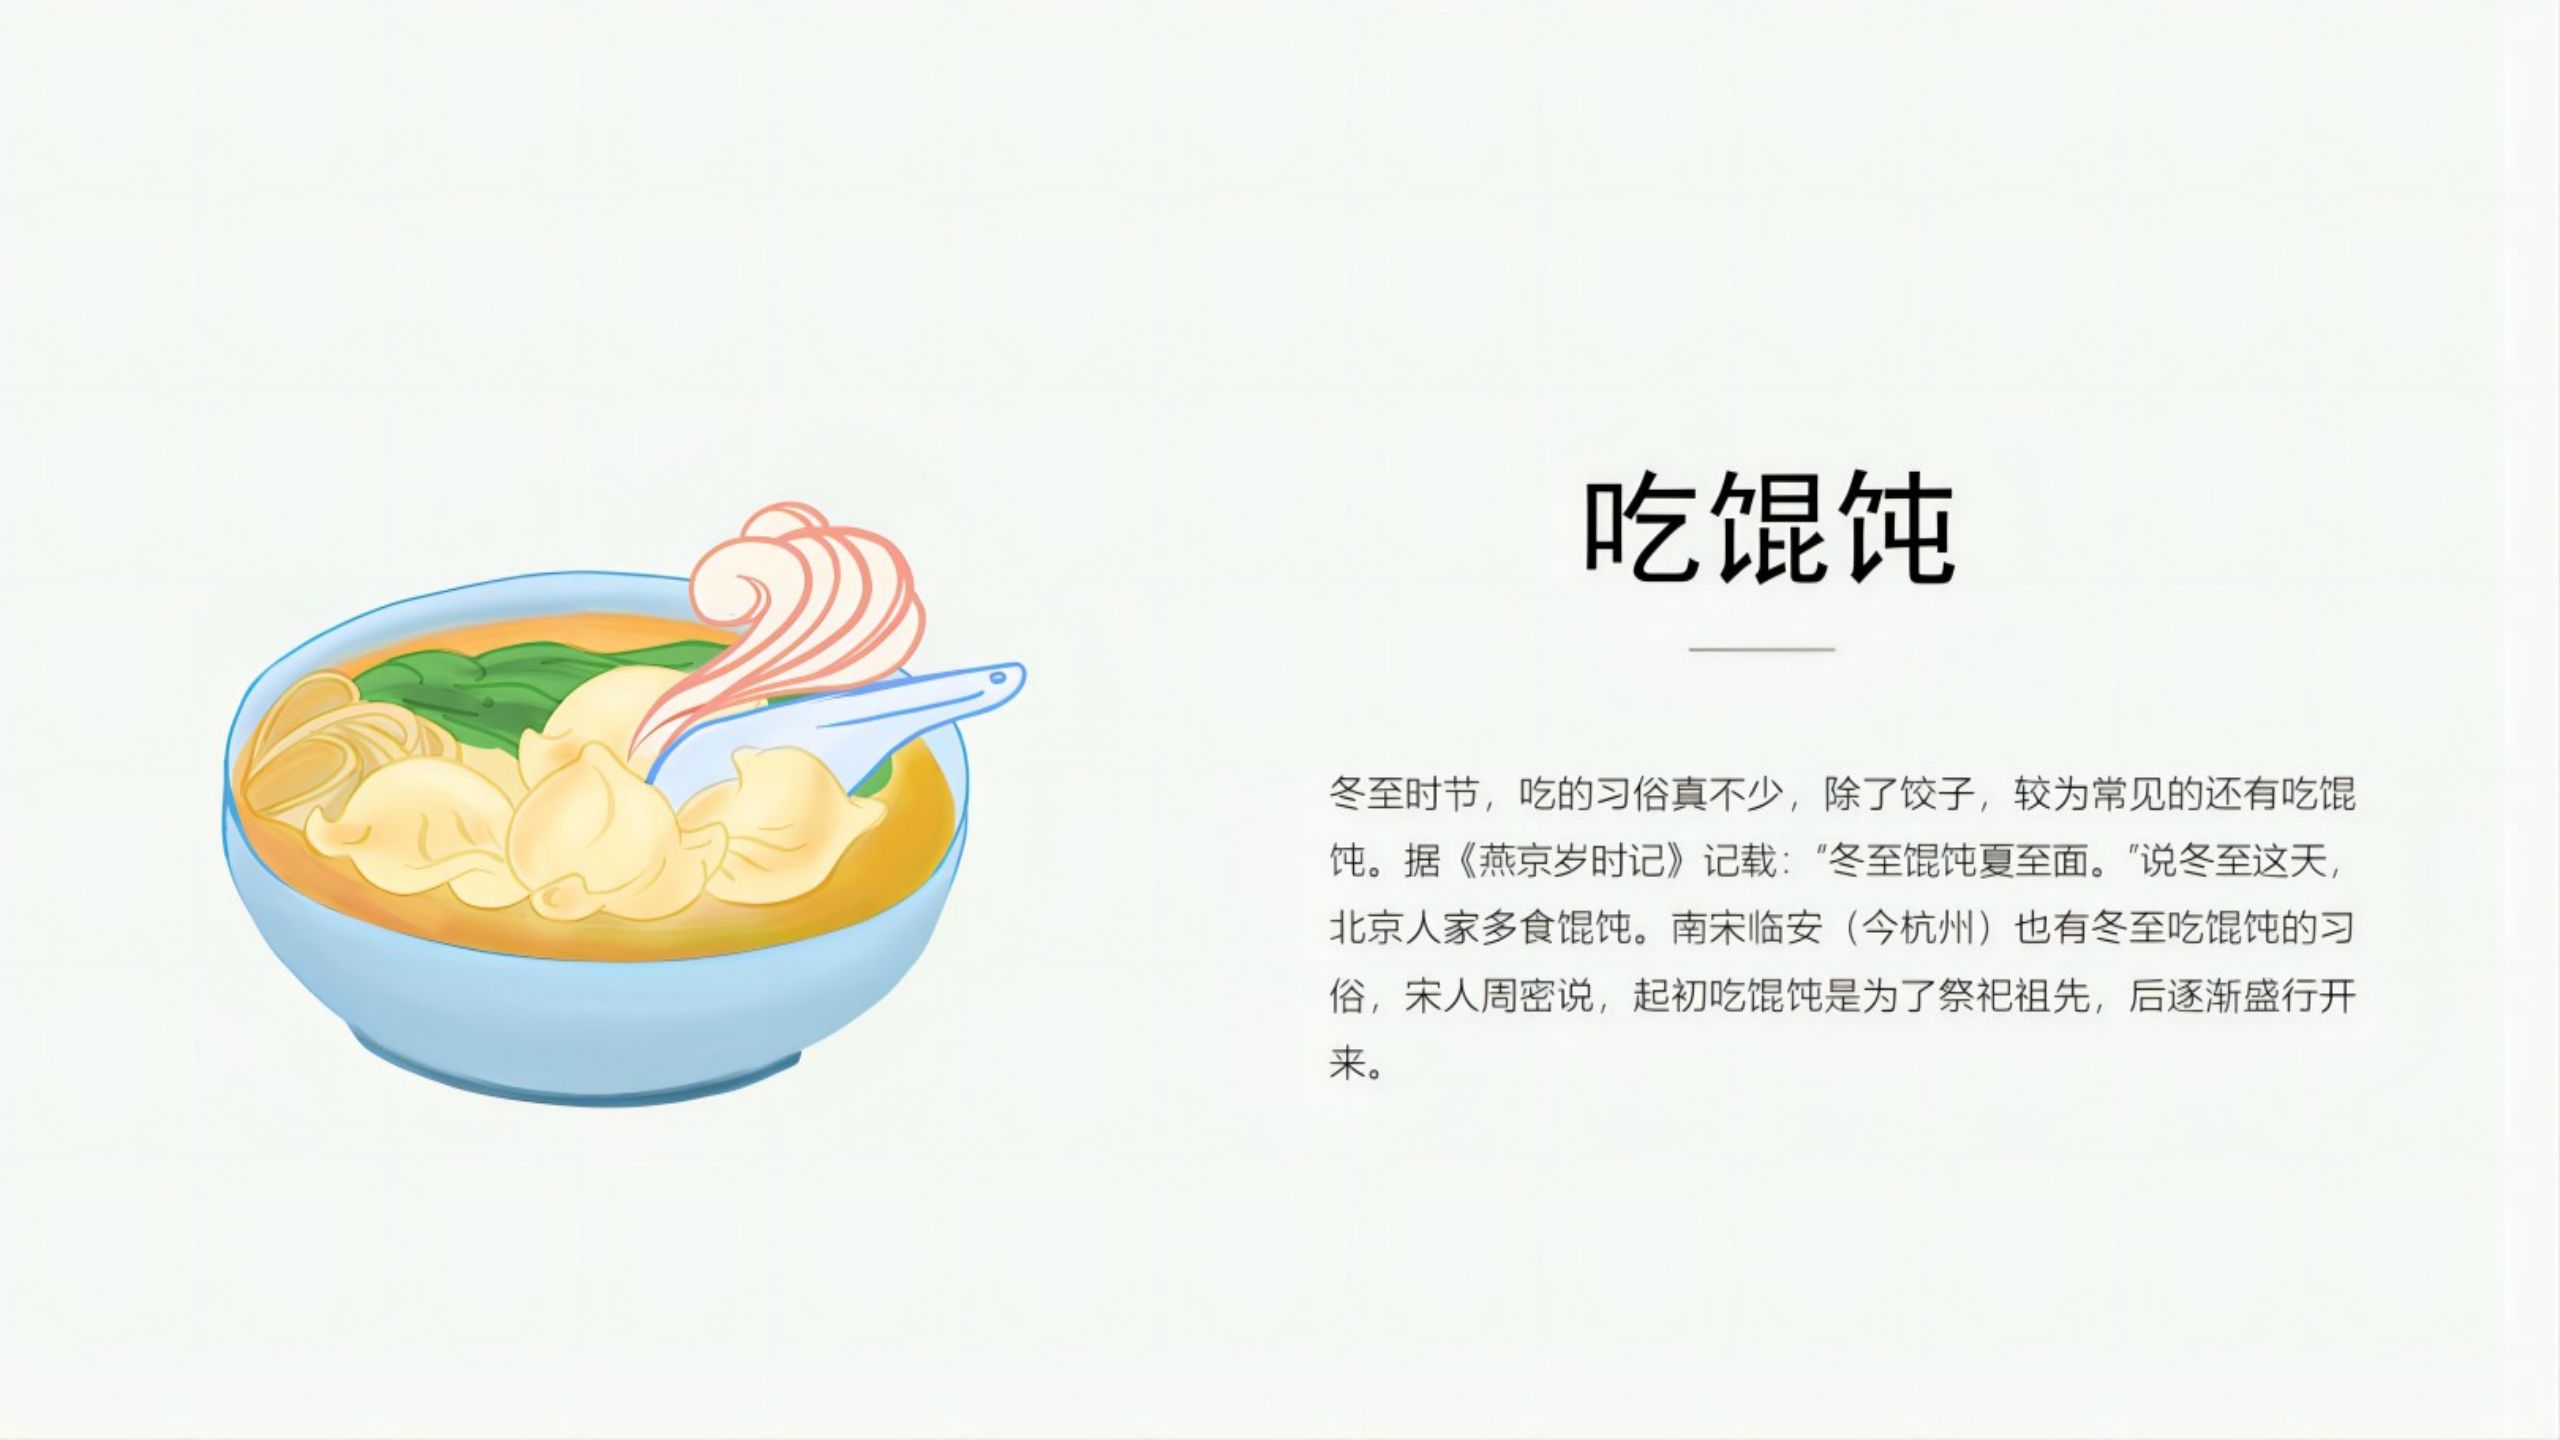 吃馄饨
冬至时节，吃的习俗真不少，除了饺子，较为常见的还有吃馄
饨。据《燕京岁时记》记载：“冬至馄饨夏至面。”说冬至这天，
北京人家多食馄饨。南宋临安（今杭州）也有冬至吃馄饨的习
俗，宋人周密说，起初吃馄饨是为了祭祀祖先，后逐渐盛行开
来。